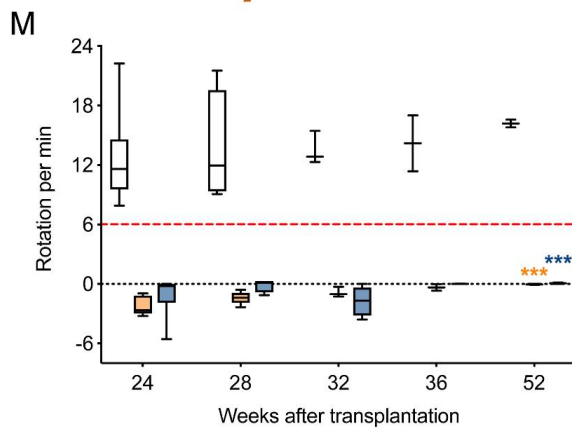 M
24
18
12
6
0
-6
Rotation per min
***
***
24 28 32 36 52
Weeks after transplantation